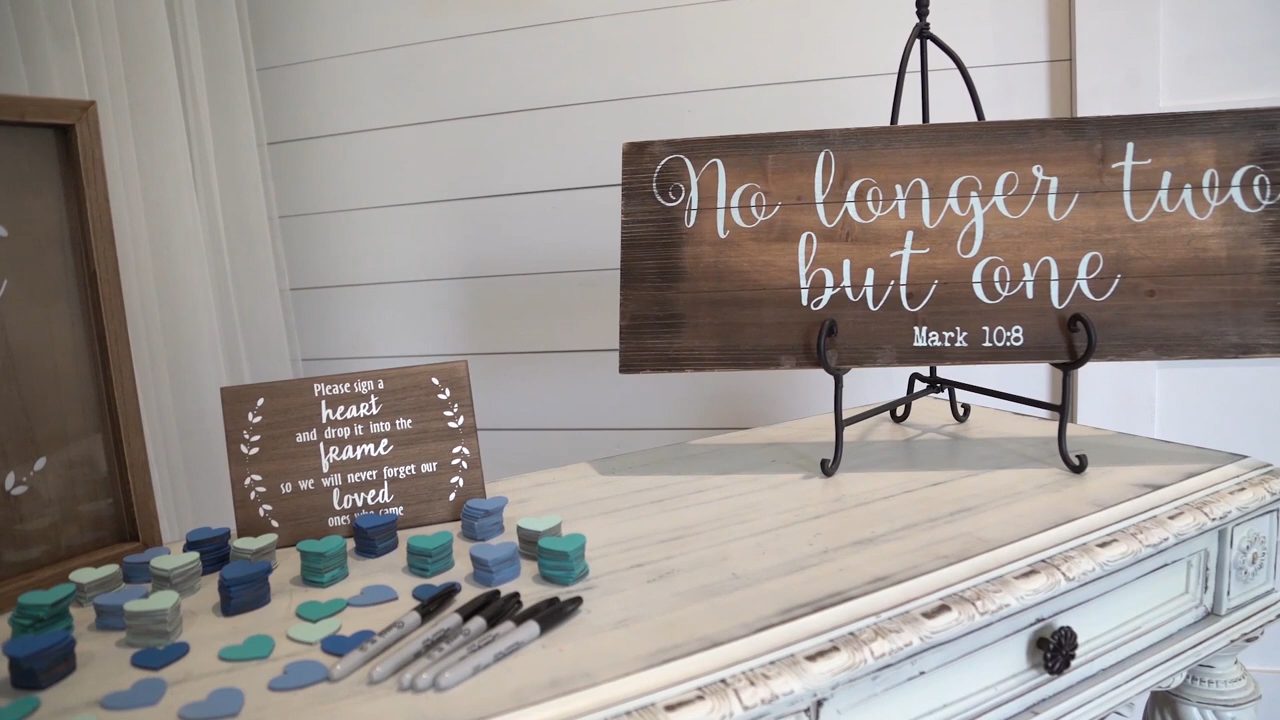 Please sign a
heart
and drop it into the
frame
so we will never forget our
loved
ones who came
No longer two
but one
Mark 10:8